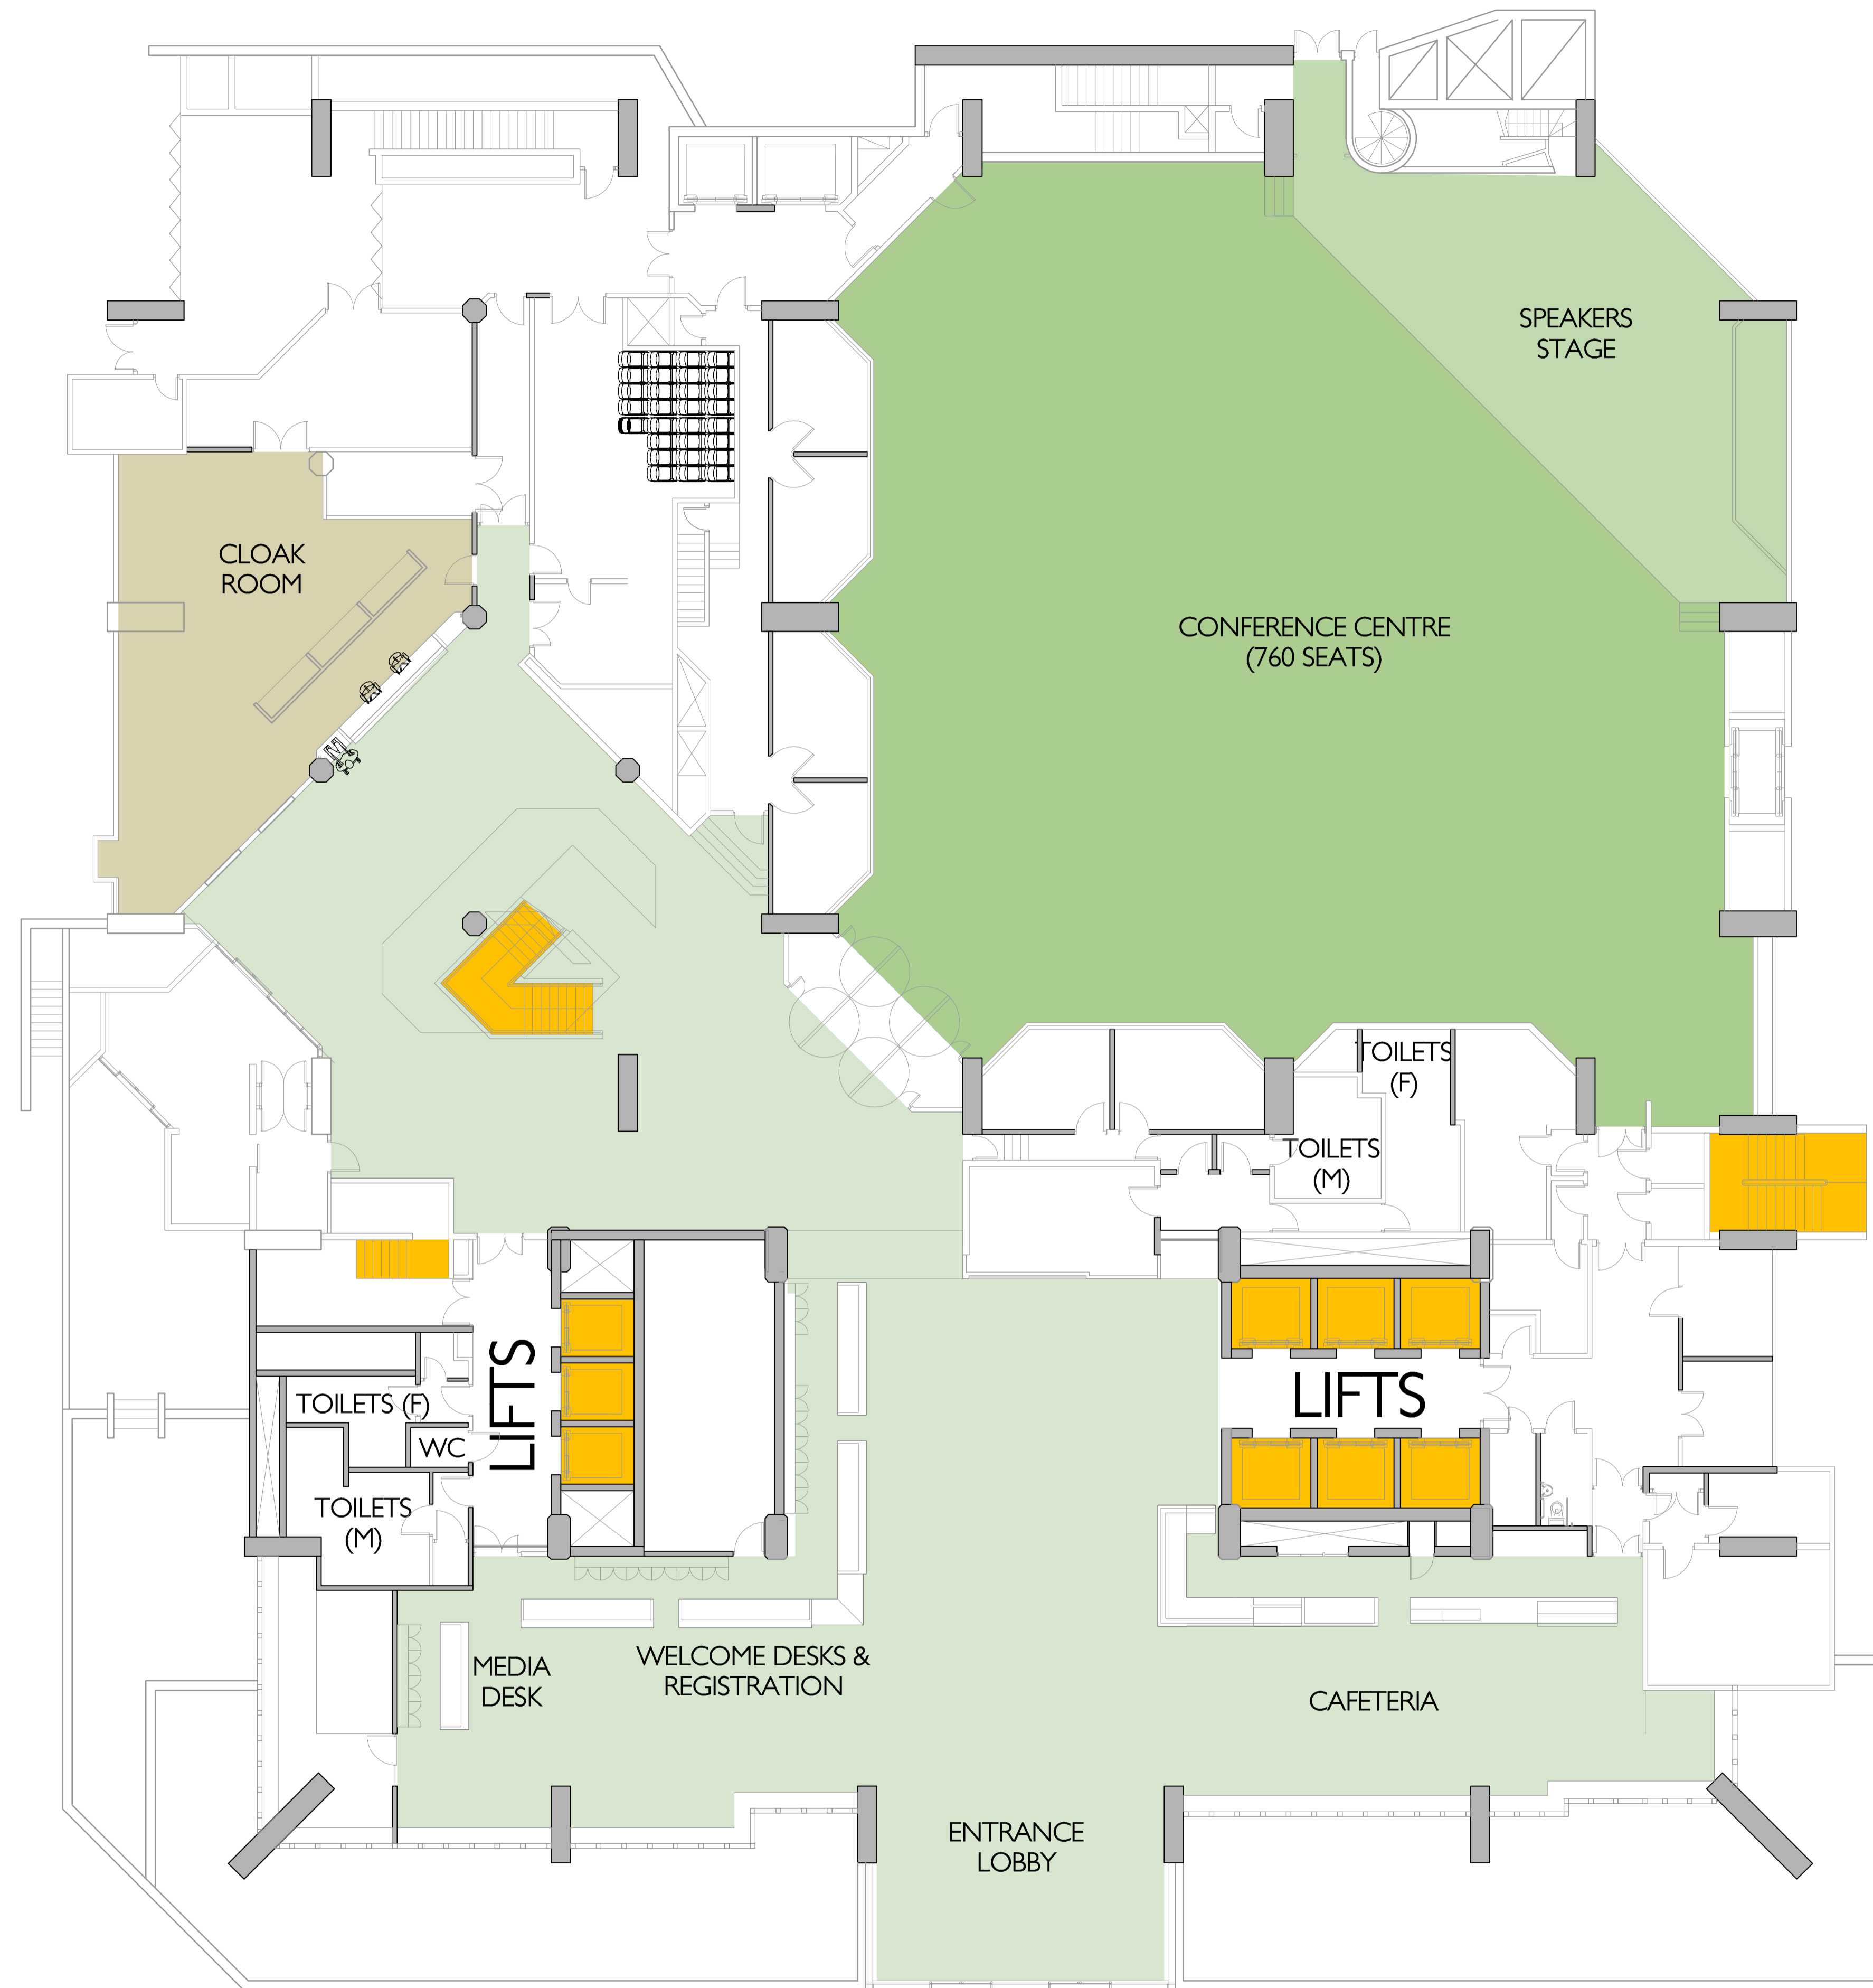 SPEAKERS
STAGE
CLOAK
ROOM
CONFERENCE CENTRE
(760 SEATS)
TOILETS
(F)
TOILETS
(M)
LIFTS
LIFTS
TOILETS (F)
WC
TOILETS
(M)
MEDIA
DESK
WELCOME DESKS &
REGISTRATION
CAFETERIA
ENTRANCE
LOBBY